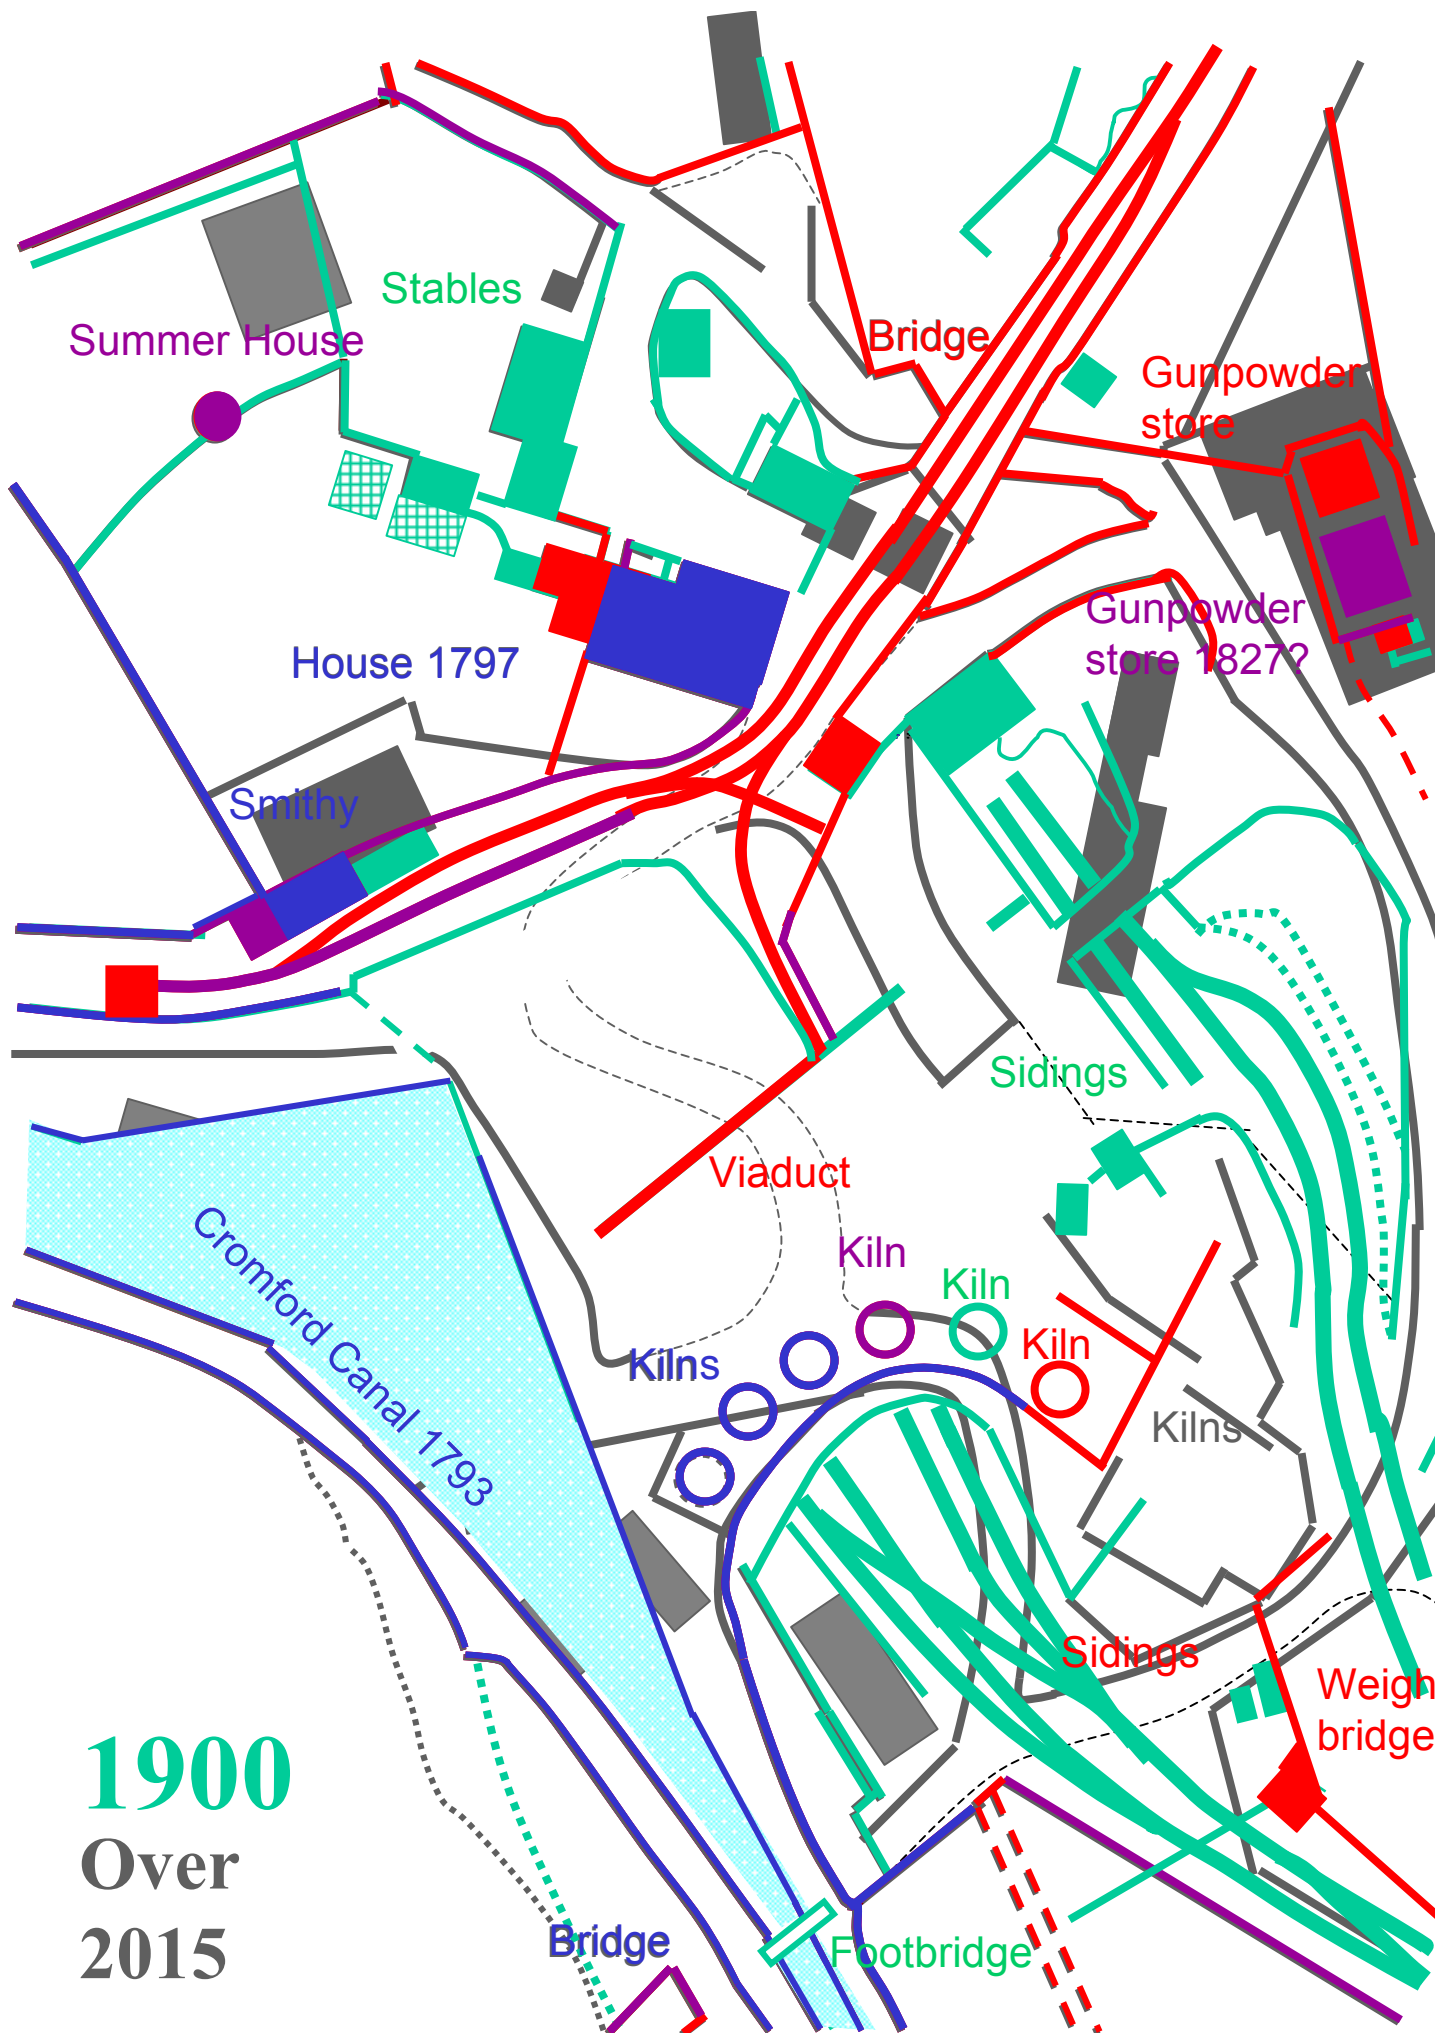 Stables
Summer House
Bridge
Gunpowder
store
Gunpowder
store 1827?
House 1797
Smithy
Sidings
Viaduct
Cromford Canal 1793
Kiln
Kiln
Kiln
Kilns
Kilns
Sidings
Weigh
bridge
1900
Over
2015
Bridge
Footbridge